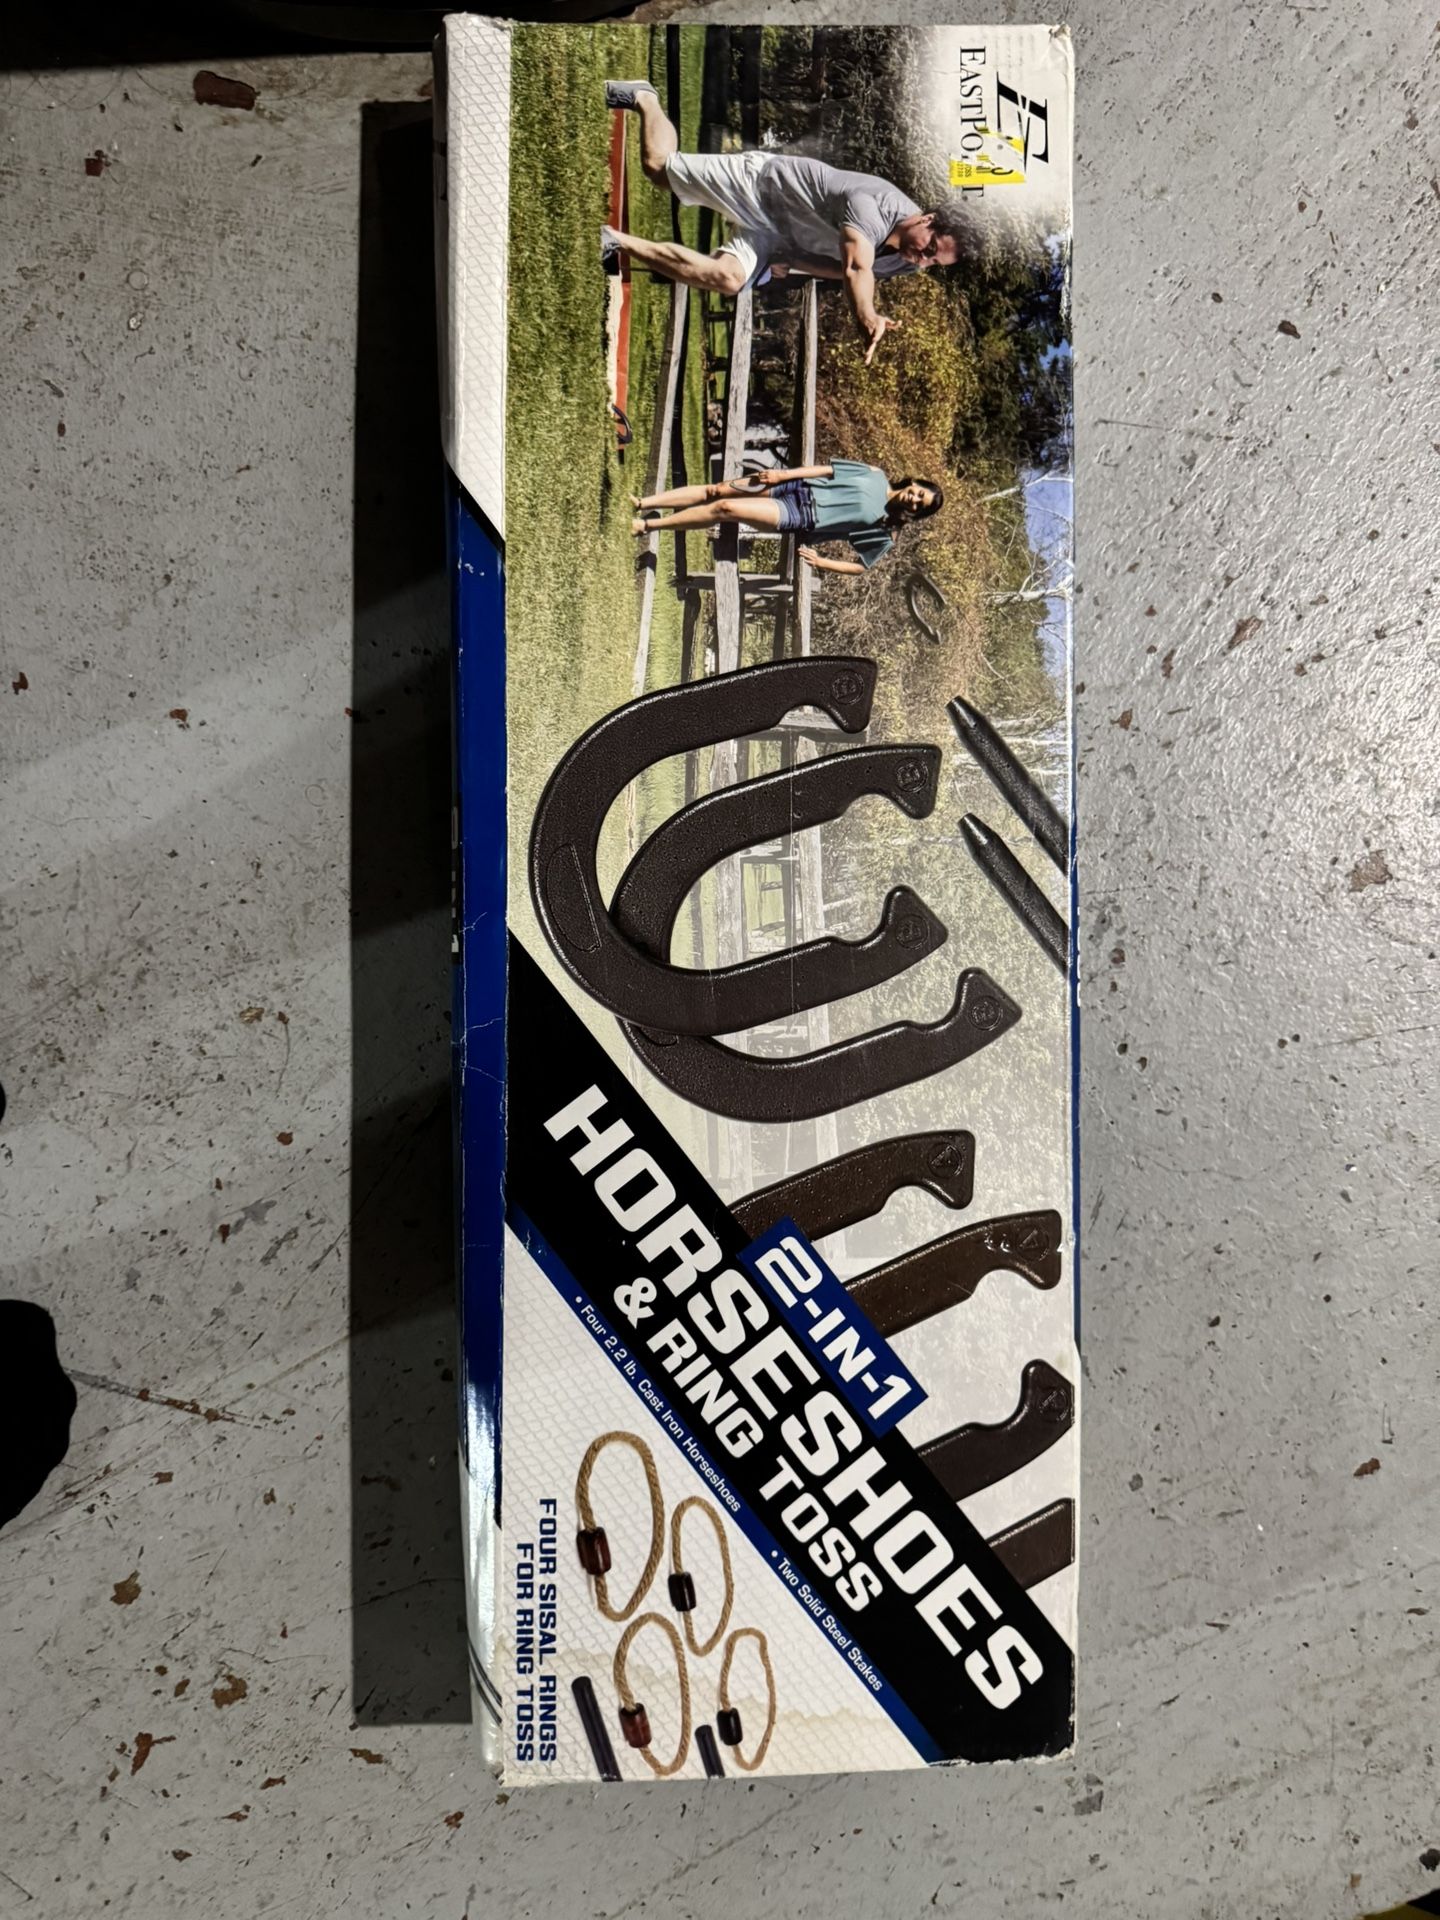 EASTPO
T
2-IN-1
HORSESHOES
& RING TOSS
• Four 2.2 lb. Cast Iron Horseshoes • Two Solid Steel Stakes
FOUR SISAL RINGS
FOR RING TOSS